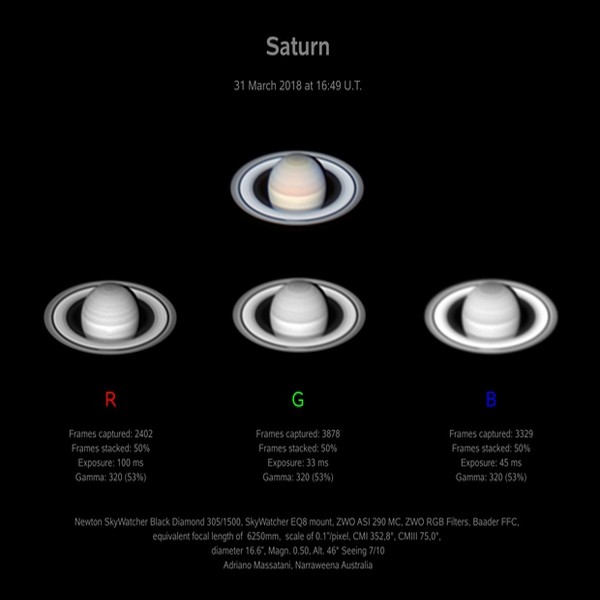 Saturn
31 March 2018 at 16:49 U.T.
R G B
Frames captured: 2402 Frames captured: 3878 Frames captured: 3329
Frames stacked: 50% Frames stacked: 50% Frames stacked: 50%
Exposure: 100 ms Exposure: 33 ms Exposure: 45 ms
Gamma: 320 (53%) Gamma: 320 (53%) Gamma: 320 (53%)
Newton SkyWatcher Black Diamond 305/1500, SkyWatcher EQ8 mount, ZWO ASI 290 MC, ZWO RGB Filters, Baader FFC,
equivalent focal length of 6250mm, scale of 0.1"/pixel, CMI 352,8°, CMIII 75,0°,
diameter 16.6", Magn. 0.50, Alt. 46° Seeing 7/10
Adriano Massatani, Narraweena Australia